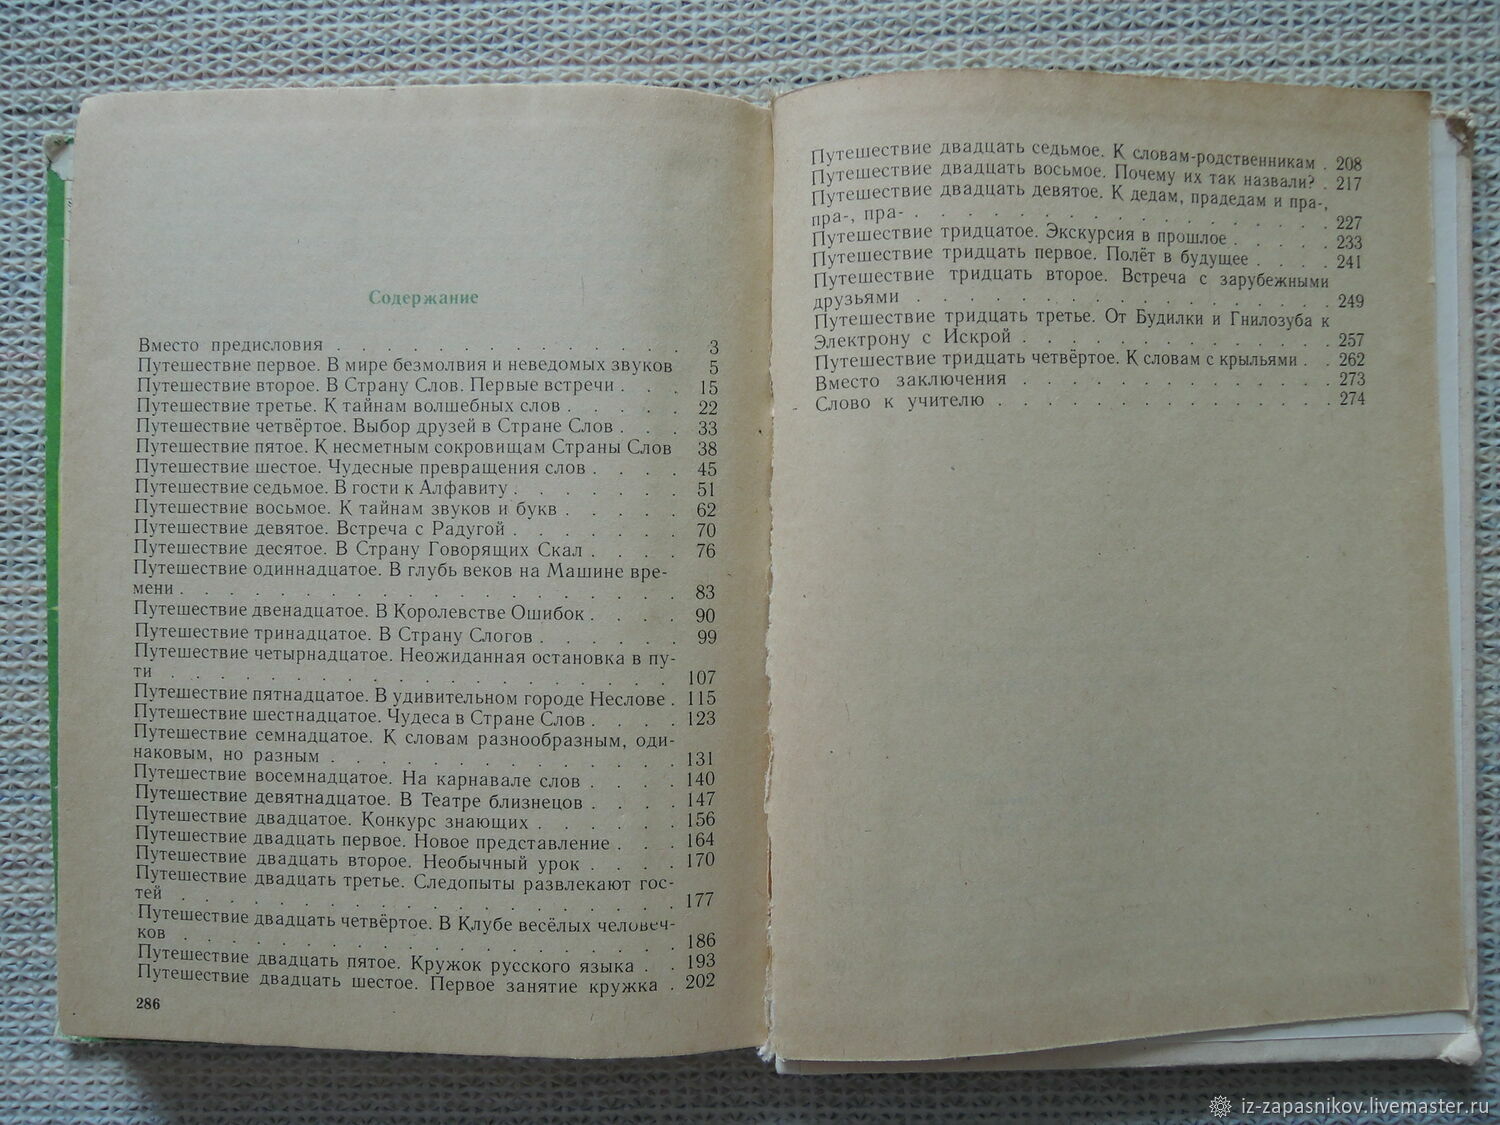 Содержание
Вместо предисловия . . . . . . . . . . . . . . 3
Путешествие первое. В мире безмолвия и неведомых звуков 5
Путешествие второе. В Страну Слов. Первые встречи . . . 15
Путешествие третье. К тайнам волшебных слов . . . . . 22
Путешествие четвёртое. Выбор друзей в Стране Слов . . . 33
Путешествие пятое. К несметным сокровищам Страны Слов 38
Путешествие шестое. Чудесные превращения слов . . . . 45
Путешествие седьмое. В гости к Алфавиту . . . . . . . 51
Путешествие восьмое. К тайнам звуков и букв . . . . . 62
Путешествие девятое. Встреча с Радугой . . . . . . . 70
Путешествие десятое. В Страну Говорящих Скал . . . . 76
Путешествие одиннадцатое. В глубь веков на Машине вре-
мени . . . . . . . . . . . . . . . . . . 83
Путешествие двенадцатое. В Королевстве Ошибок . . . . 90
Путешествие тринадцатое. В Страну Слогов . . . . . . 99
Путешествие четырнадцатое. Неожиданная остановка в пу-
ти . . . . . . . . . . . . . . . . . . . 107
Путешествие пятнадцатое. В удивительном городе Неслове . 115
Путешествие шестнадцатое. Чудеса в Стране Слов . . . . 123
Путешествие семнадцатое. К словам разнообразным, оди-
наковым, но разным . . . . . . . . . . . . . 131
Путешествие восемнадцатое. На карнавале слов . . . . 140
Путешествие девятнадцатое. В Театре близнецов . . . . 147
Путешествие двадцатое. Конкурс знающих . . . . . . 156
Путешествие двадцать первое. Новое представление . . . 164
Путешествие двадцать второе. Необычный урок . . . . 170
Путешествие двадцать третье. Следопыты развлекают гос-
тей . . . . . . . . . . . . . . . . . . 177
Путешествие двадцать четвёртое. В Клубе весёлых человеч-
ков . . . . . . . . . . . . . . . . . . 186
Путешествие двадцать пятое. Кружок русского языка . . 193
Путешествие двадцать шестое. Первое занятие кружка . 202
286
Путешествие двадцать седьмое. К словам-родственникам . 208
Путешествие двадцать восьмое. Почему их так назвали? . 217
Путешествие двадцать девятое. К дедам, прадедам и пра-,
пра-, пра- . . . . . . . . . . . . . . . . 227
Путешествие тридцатое. Экскурсия в прошлое . . . . . 233
Путешествие тридцать первое. Полёт в будущее . . . . 241
Путешествие тридцать второе. Встреча с зарубежными
друзьями . . . . . . . . . . . . . . . . . 249
Путешествие тридцать третье. От Будилки и Гнилозуба к
Электрону с Искрой . . . . . . . . . . . . . 257
Путешествие тридцать четвёртое. К словам с крыльями . . 262
Вместо заключения . . . . . . . . . . . . . 273
Слово к учителю . . . . . . . . . . . . . . 274
iz-zapasnikov.livemaster.ru